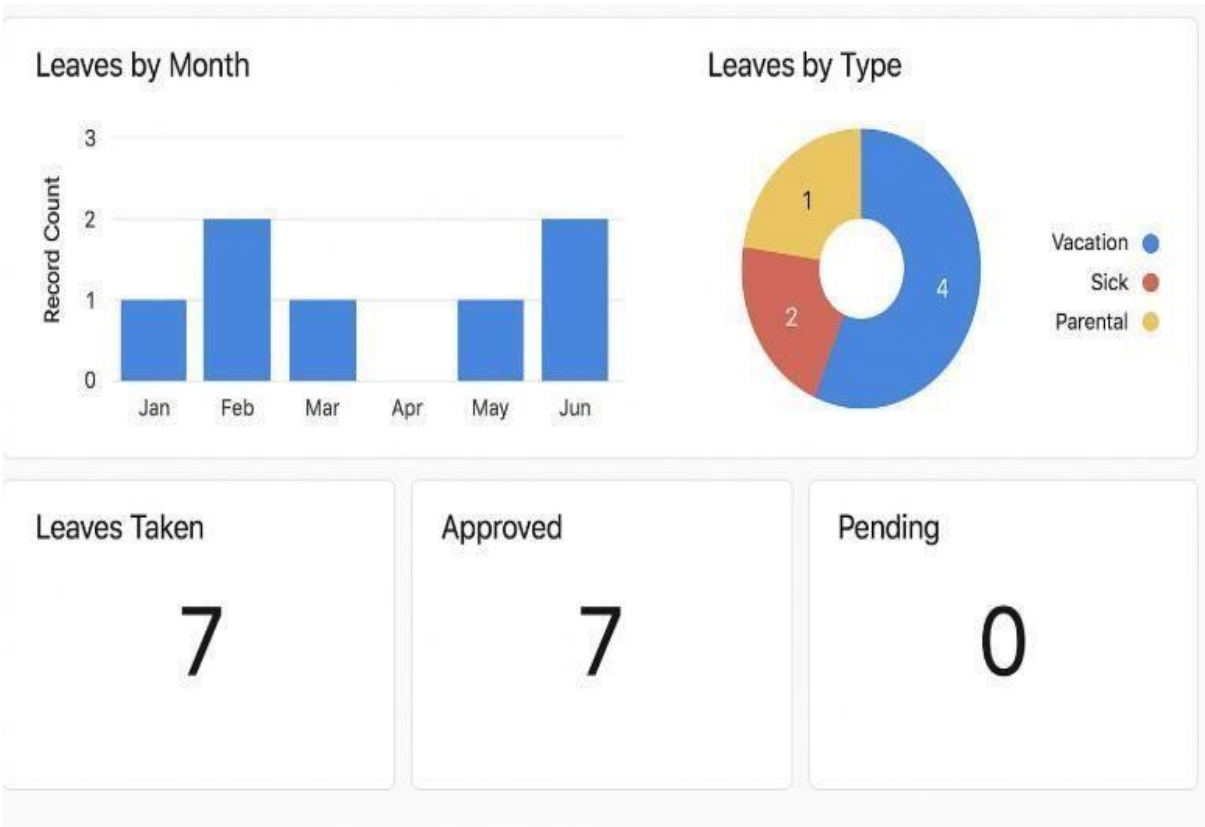 Leaves by Month
Record Count
3
2
1
0
Jan Feb Mar Apr May Jun
Leaves by Type
1
2
4
Vacation
Sick
Parental
Leaves Taken
7
Approved
7
Pending
0